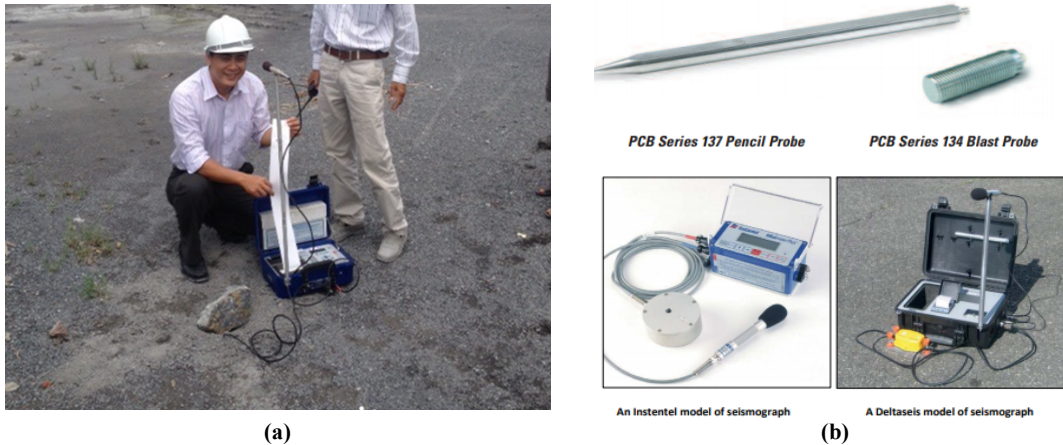 PCB Series 137 Pencil Probe
PCB Series 134 Blast Probe
An Instentel model of seismograph
A Deltaseis model of seismograph
(a)
(b)